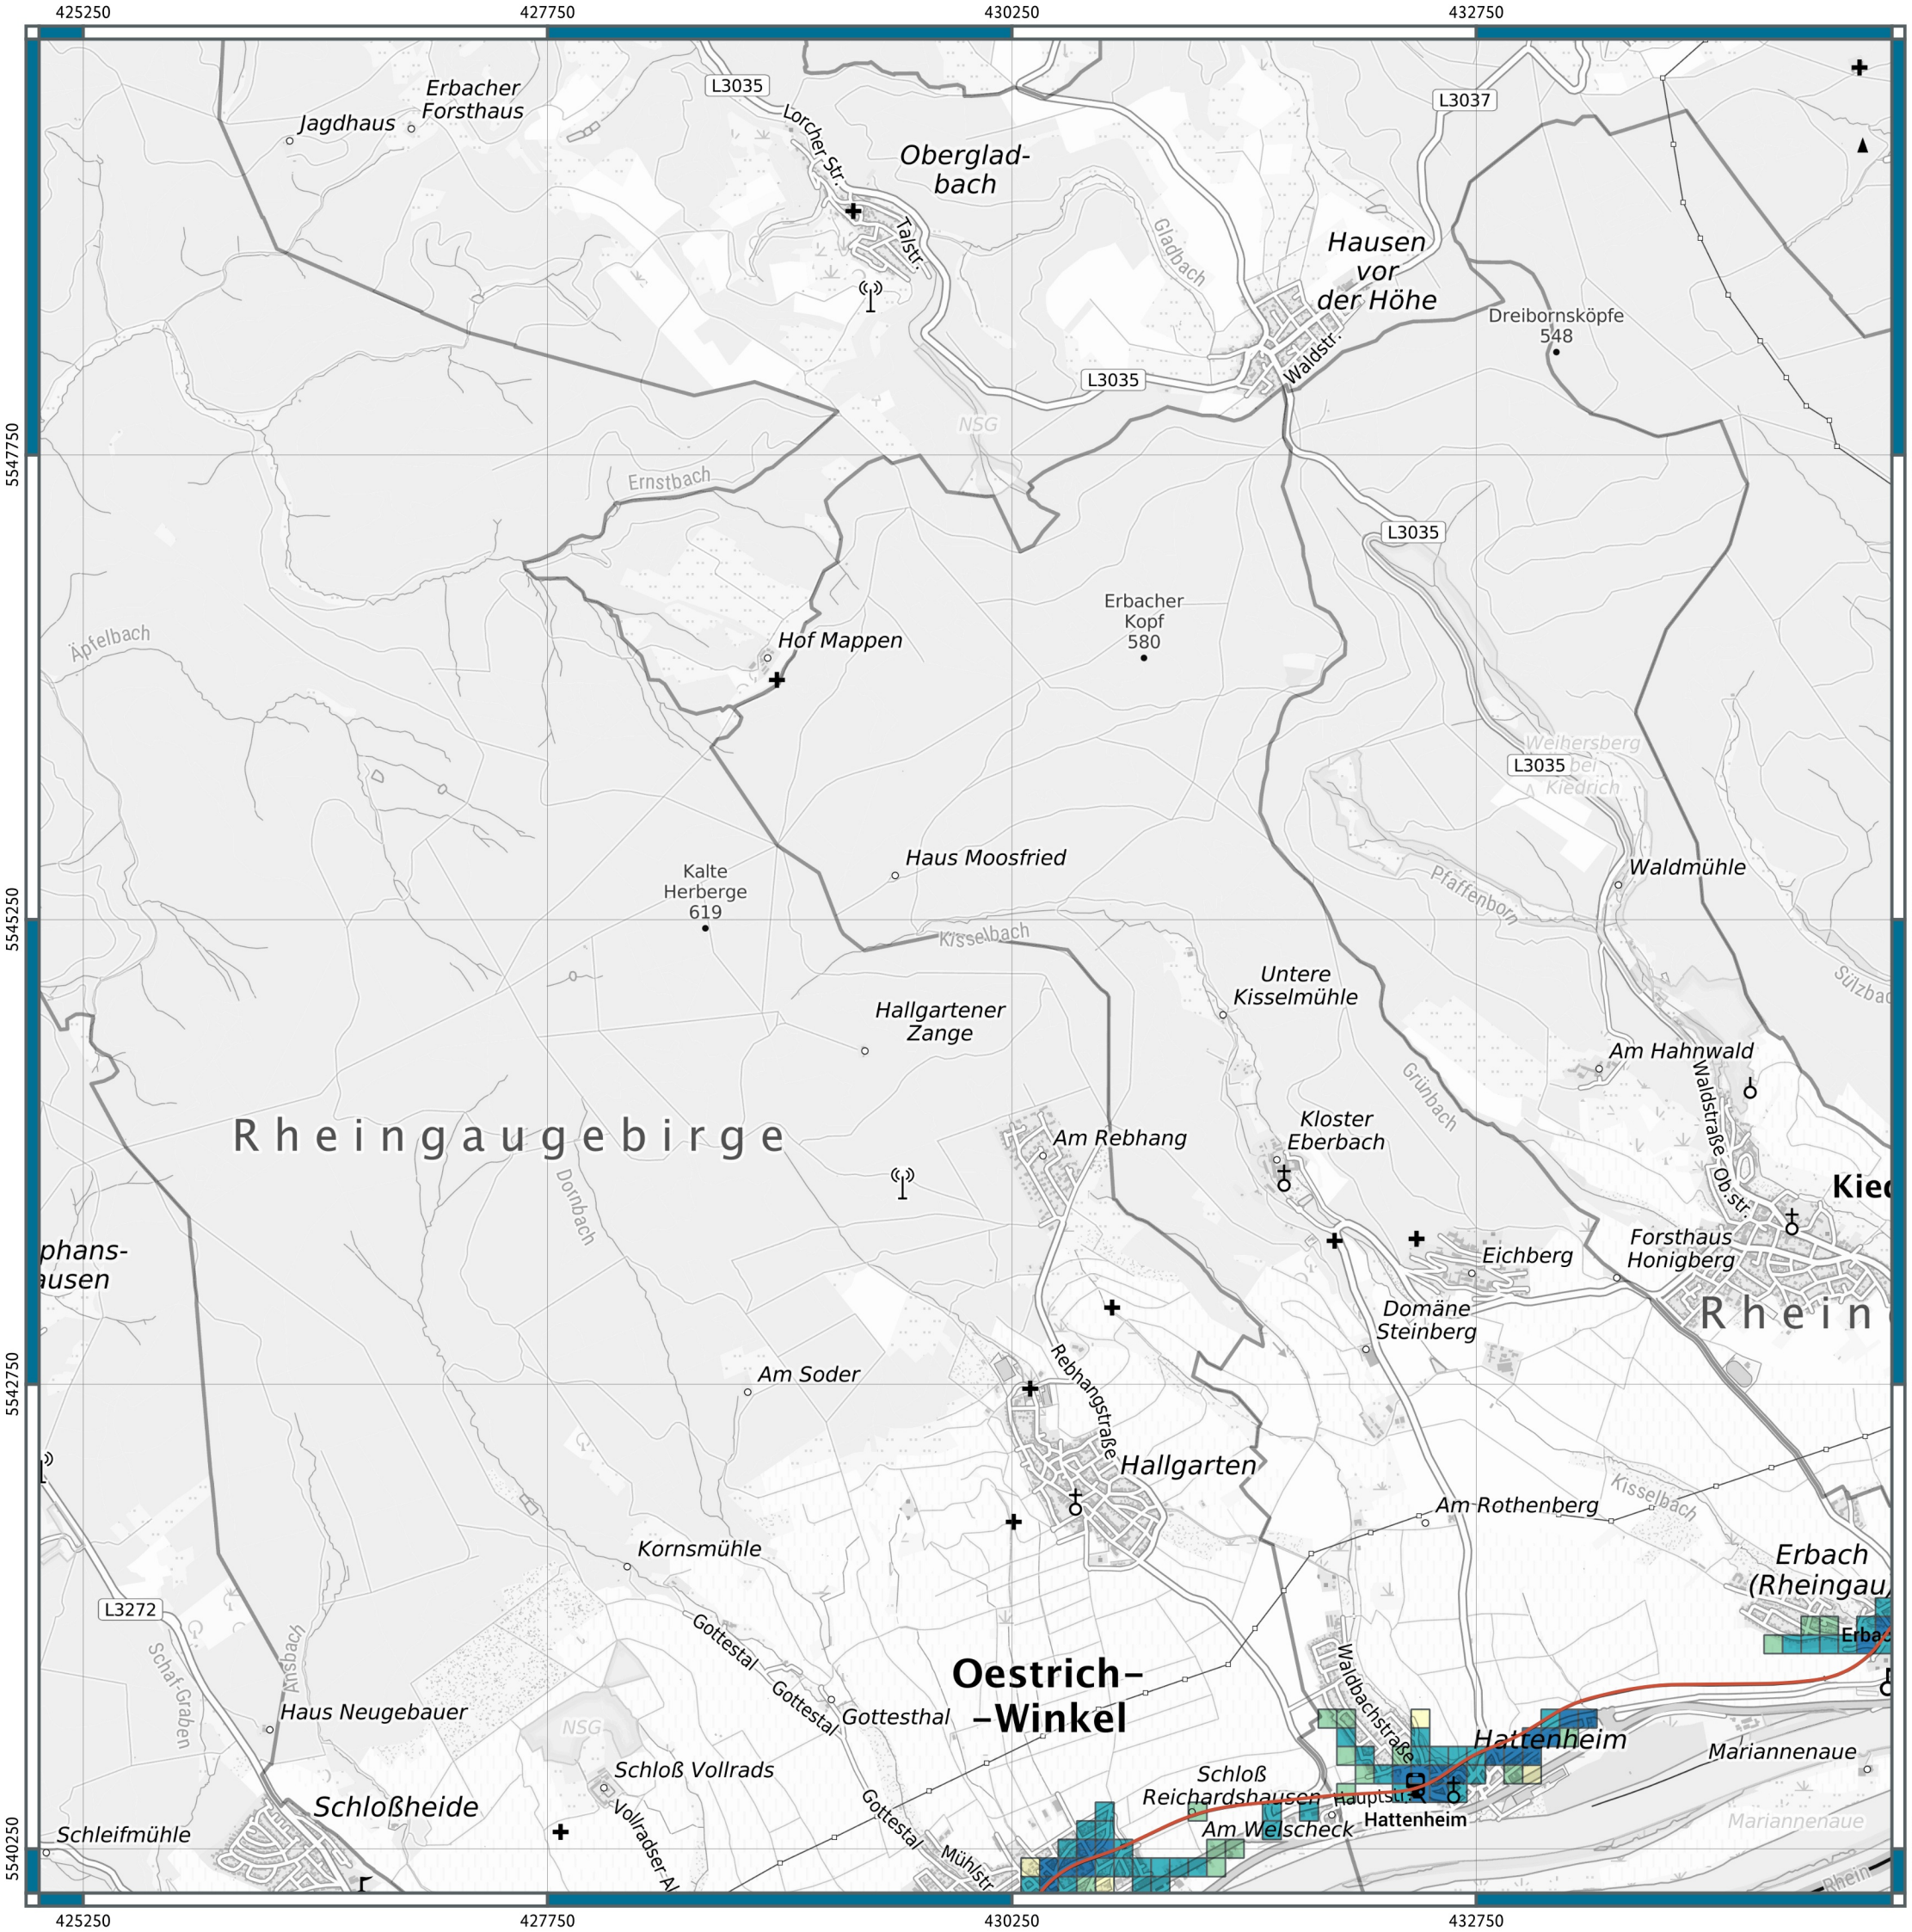 425250
427750
430250
432750
L3035
L3037
Erbacher
Forsthaus
Jagdhaus
Lorcher Str.
Oberglad-
bach
Talstr.
Gladbach
Hausen
vor
der Höhe
Dreibornsköpfe
548
Waldstr.
L3035
NSG
5547750
Ernstbach
L3035
Erbacher
Kopf
580
Äpfelbach
Hof Mappen
Weihersberg
L3035
bei
Kiedrich
Haus Moosfried
Waldmühle
Kalte
Herberge
619
Pfaffenborn
5545250
Kisselbach
Untere
Kisselmühle
Sülzbac
Hallgartener
Zange
Am Hahnwald
Grünbach
Waldstraße
Kloster
Eberbach
Rheingaugebirge
Am Rebhang
Dornbach
Ob.str.
Kied
phans-
ausen
Forsthaus
Honigberg
Eichberg
Domäne
Steinberg
Rhein
Rebhangstraße
Am Soder
5542750
Hallgarten
Kisselbach
Am Rothenberg
Kornsmühle
Erbach
(Rheingau)
L3272
Gottestal
Erbac
Ansbach
Schaf-Graben
Oestrich-
-Winkel
Waldbachstraße
Gottestal
Haus Neugebauer
Gottesthal
NSG
Hattenheim
Mariannenaue
Schloß Vollrads
Schloß
Reichardshausen
Hauptstr.
Schloßheide
Vollradser-Al
Gottestal
Hattenheim
Mariannenaue
Am Welscheck
Schleifmühle
5540250
Mühlstr
Rhein
425250
427750
430250
432750